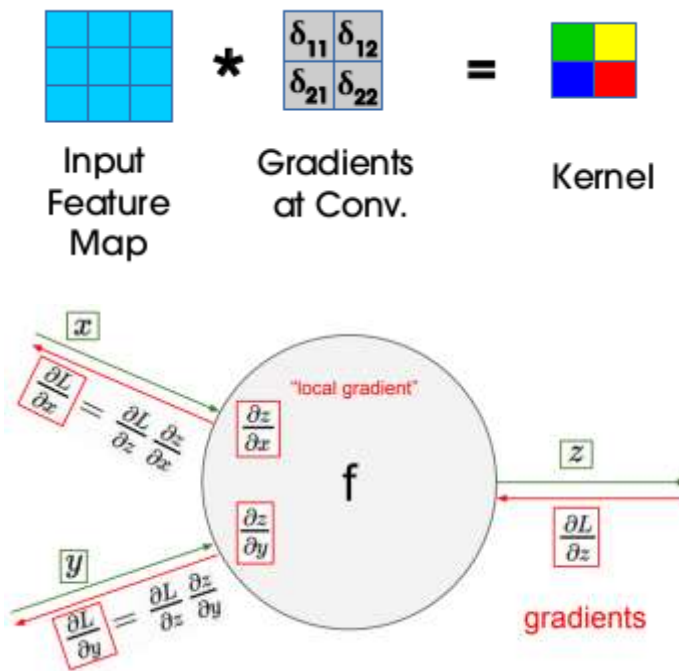 δ₁₁ δ₁₂
* =
δ₂₁ δ₂₂
Input
Feature
Map
Gradients
at Conv.
Kernel
x
∂L/∂x = ∂L/∂z ∂z/∂x
"local gradient"
∂z/∂x
f
z
∂z/∂y
∂L/∂z
y
∂L/∂y = ∂L/∂z ∂z/∂y
gradients